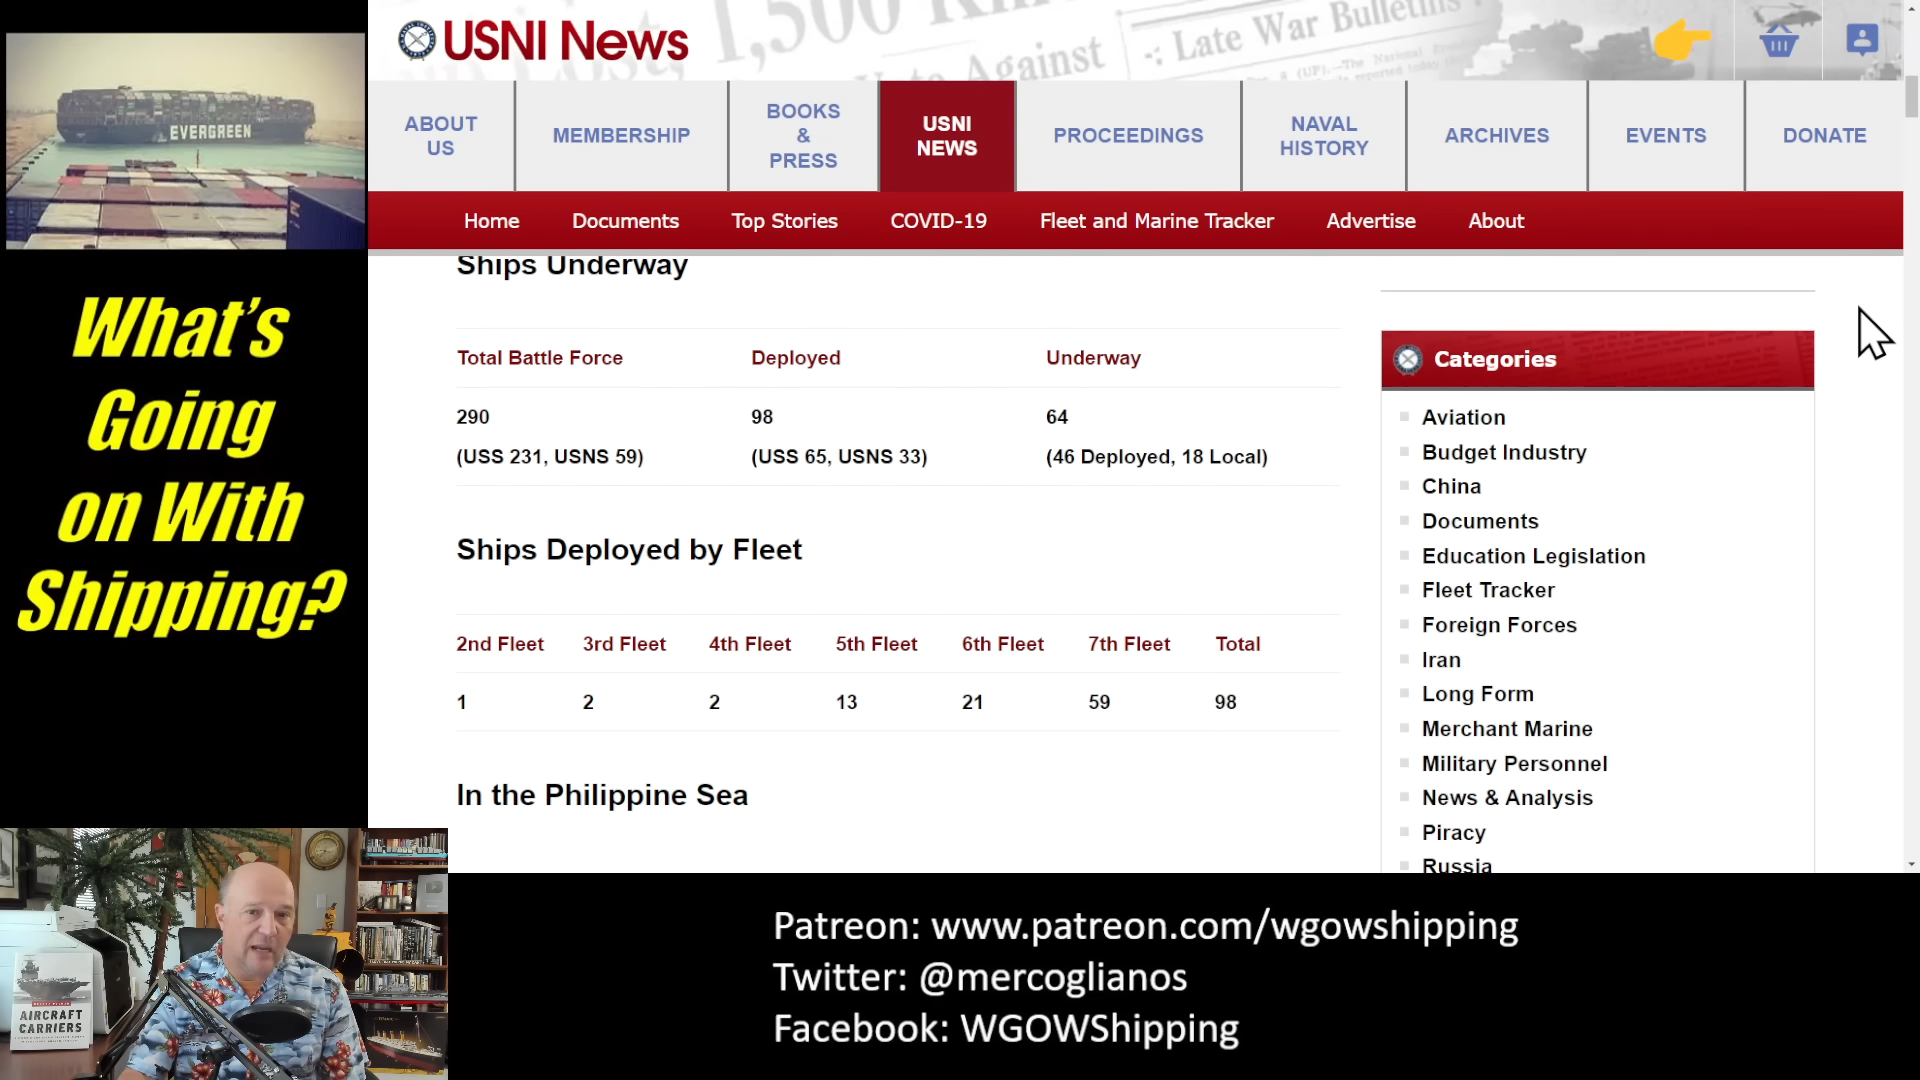 EVERGREEN
What's
Going
on With
Shipping?
AIRCRAFT
CARRIERS
USNI News
1,500
Against
-: Late War Bulletins
ABOUT
US
MEMBERSHIP
BOOKS
&
PRESS
USNI
NEWS
PROCEEDINGS
NAVAL
HISTORY
ARCHIVES
EVENTS
DONATE
Home
Documents
Top Stories
COVID-19
Fleet and Marine Tracker
Advertise
About
Ships Underway
Total Battle Force Deployed Underway
290 98 64
(USS 231, USNS 59) (USS 65, USNS 33) (46 Deployed, 18 Local)
Ships Deployed by Fleet
2nd Fleet 3rd Fleet 4th Fleet 5th Fleet 6th Fleet 7th Fleet Total
1 2 2 13 21 59 98
In the Philippine Sea
Categories
Aviation
Budget Industry
China
Documents
Education Legislation
Fleet Tracker
Foreign Forces
Iran
Long Form
Merchant Marine
Military Personnel
News & Analysis
Piracy
Russia
Patreon: www.patreon.com/wgowshipping
Twitter: @mercoglianos
Facebook: WGOWShipping